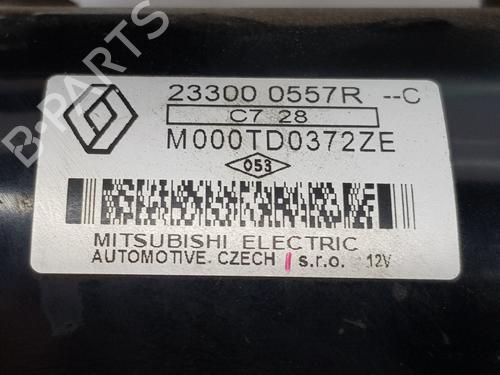 23300 0557R --C
C7 28
M000TD0372ZE
053
MITSUBISHI ELECTRIC
AUTOMOTIVE CZECH s.r.o. 12V
B-PARTS